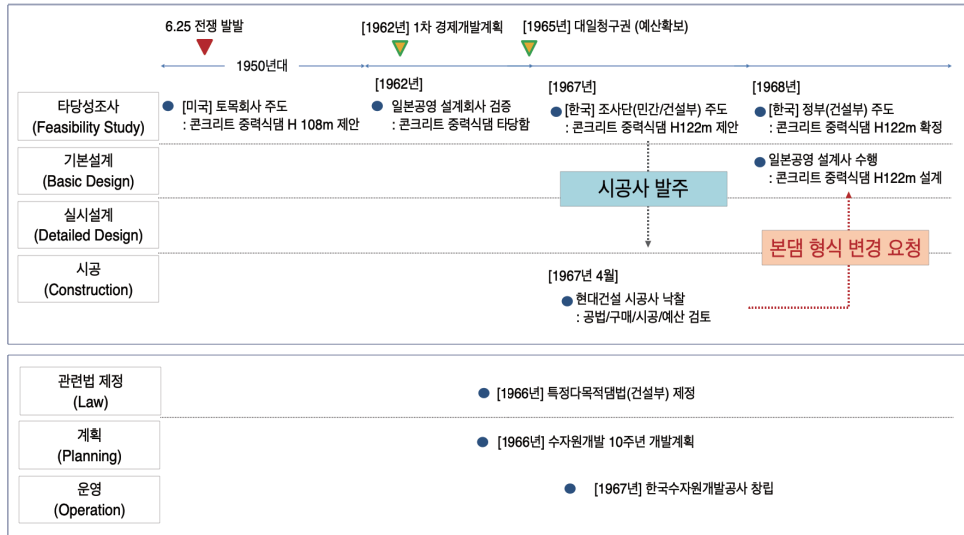 6.25 전쟁 발발
[1962년] 1차 경제개발계획
[1965년] 대일청구권 (예산확보)
1950년대
타당성조사
(Feasibility Study)
[미국] 토목회사 주도
: 콘크리트 중력식댐 H 108m 제안
[1962년]
일본공영 설계회사 검증
: 콘크리트 중력식댐 타당함
[1967년]
[한국] 조사단(민간/건설부) 주도
: 콘크리트 중력식댐 H122m 제안
[1968년]
[한국] 정부(건설부) 주도
: 콘크리트 중력식댐 H122m 확정
기본설계
(Basic Design)
일본공영 설계사 수행
: 콘크리트 중력식댐 H122m 설계
시공사 발주
실시설계
(Detailed Design)
본댐 형식 변경 요청
시공
(Construction)
[1967년 4월]
현대건설 시공사 낙찰
: 공법/구매/시공/예산 검토
관련법 제정
(Law)
[1966년] 특정다목적댐법(건설부) 제정
계획
(Planning)
[1966년] 수자원개발 10주년 개발계획
운영
(Operation)
[1967년] 한국수자원개발공사 창립